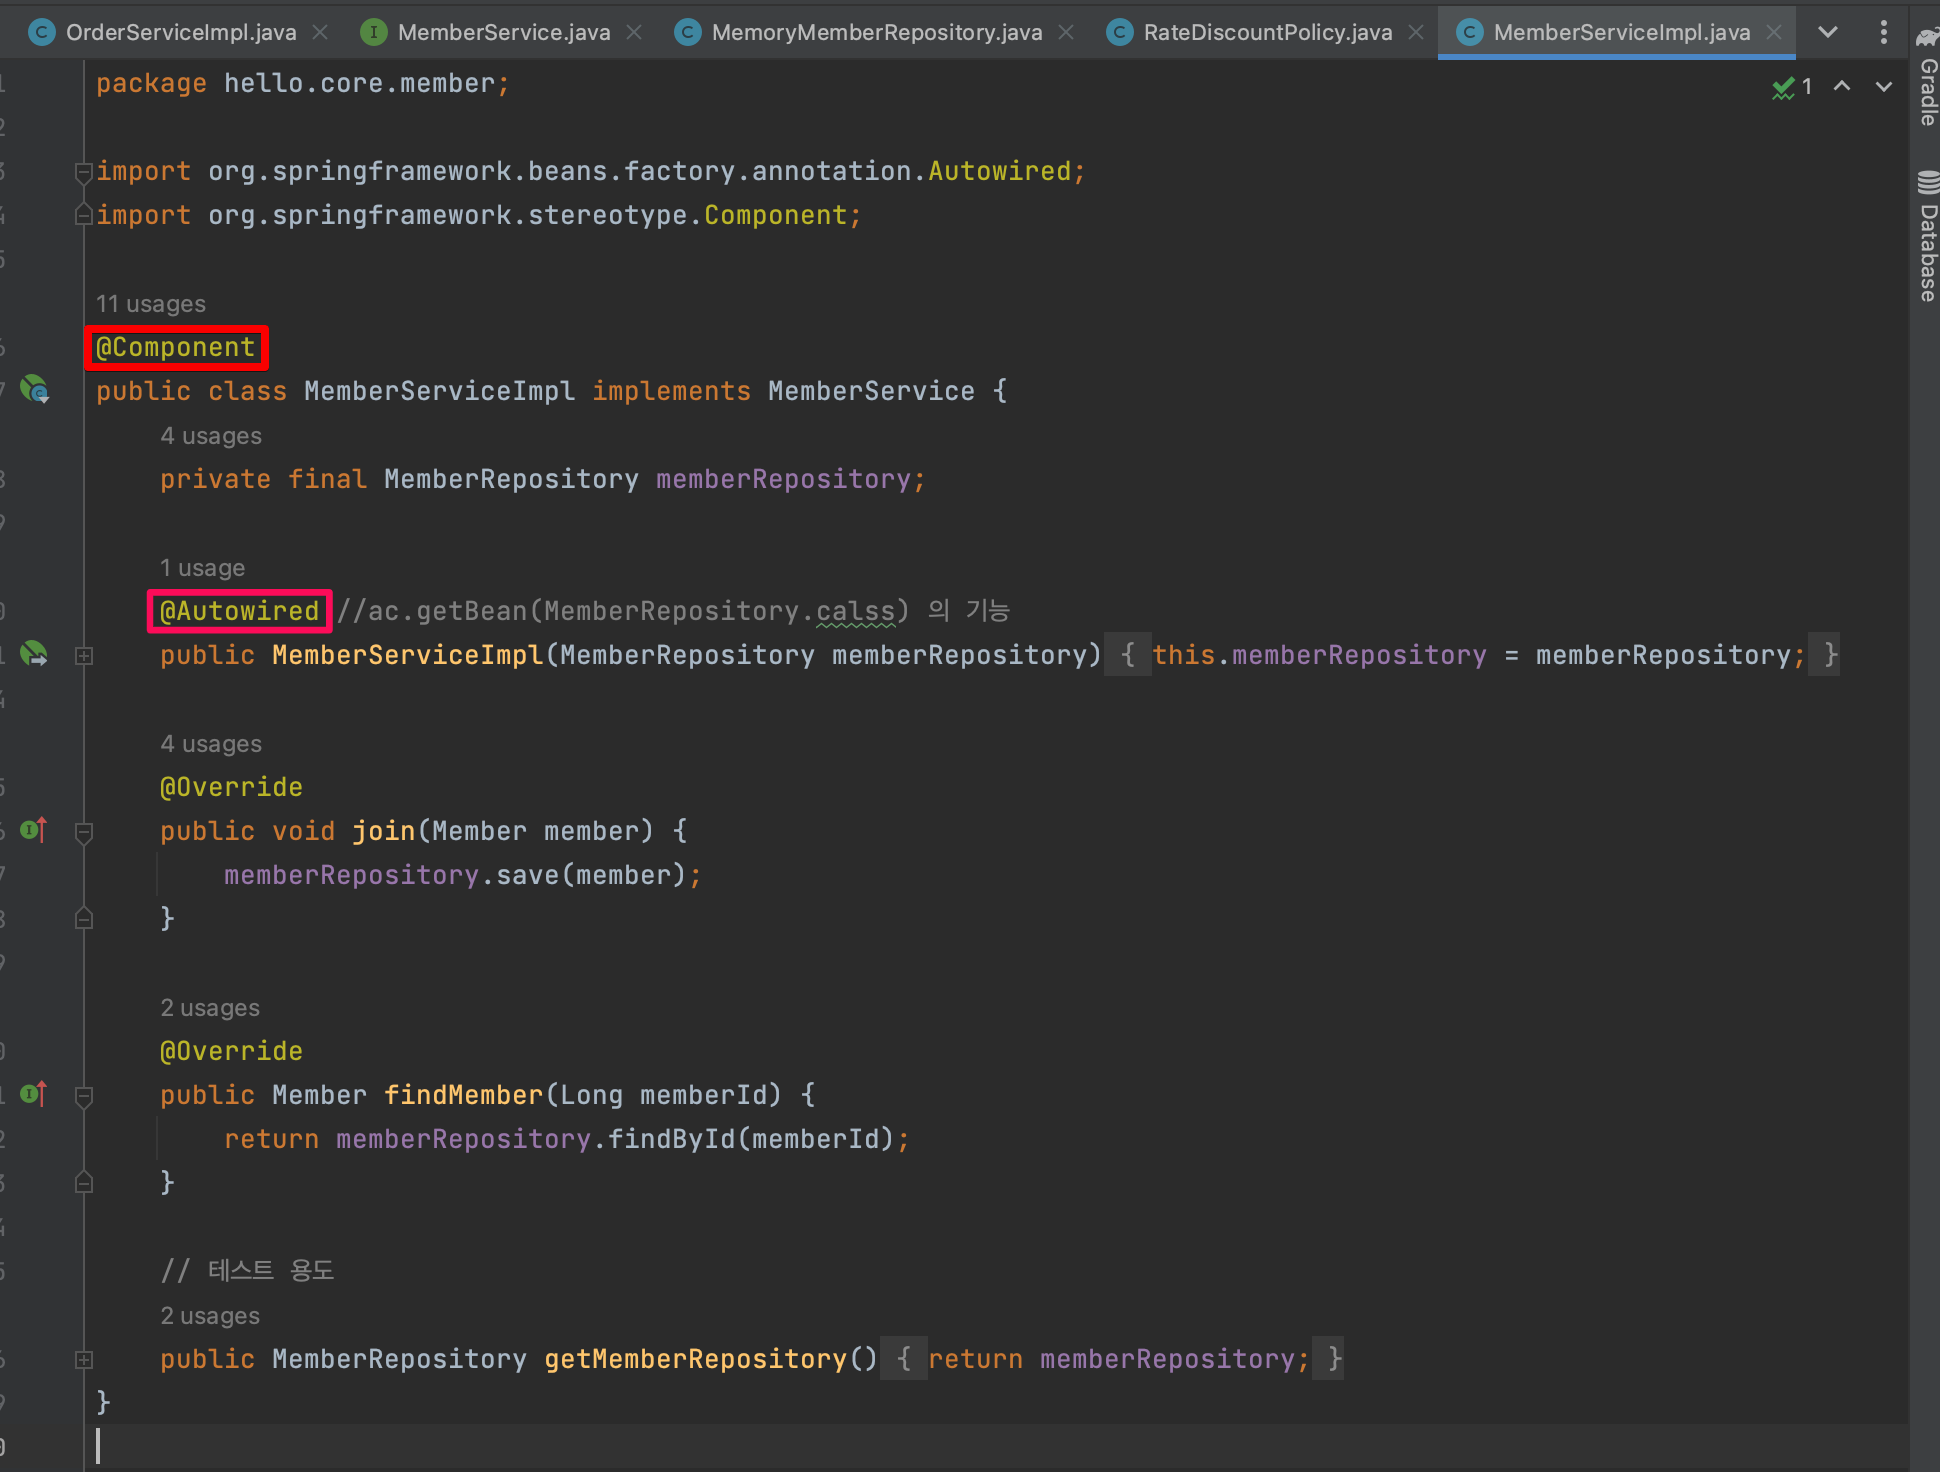 OrderServiceImpl.java MemberService.java MemoryMemberRepository.java RateDiscountPolicy.java MemberServiceImpl.java
package hello.core.member;
1
import org.springframework.beans.factory.annotation.Autowired;
import org.springframework.stereotype.Component;
11 usages
@Component
public class MemberServiceImpl implements MemberService {
4 usages
private final MemberRepository memberRepository;
1 usage
@Autowired //ac.getBean(MemberRepository.calss) 의 기능
public MemberServiceImpl(MemberRepository memberRepository) { this.memberRepository = memberRepository; }
4 usages
@Override
public void join(Member member) {
memberRepository.save(member);
}
2 usages
@Override
public Member findMember(Long memberId) {
return memberRepository.findById(memberId);
}
// 테스트 용도
2 usages
public MemberRepository getMemberRepository() { return memberRepository; }
}
Gradle
Database